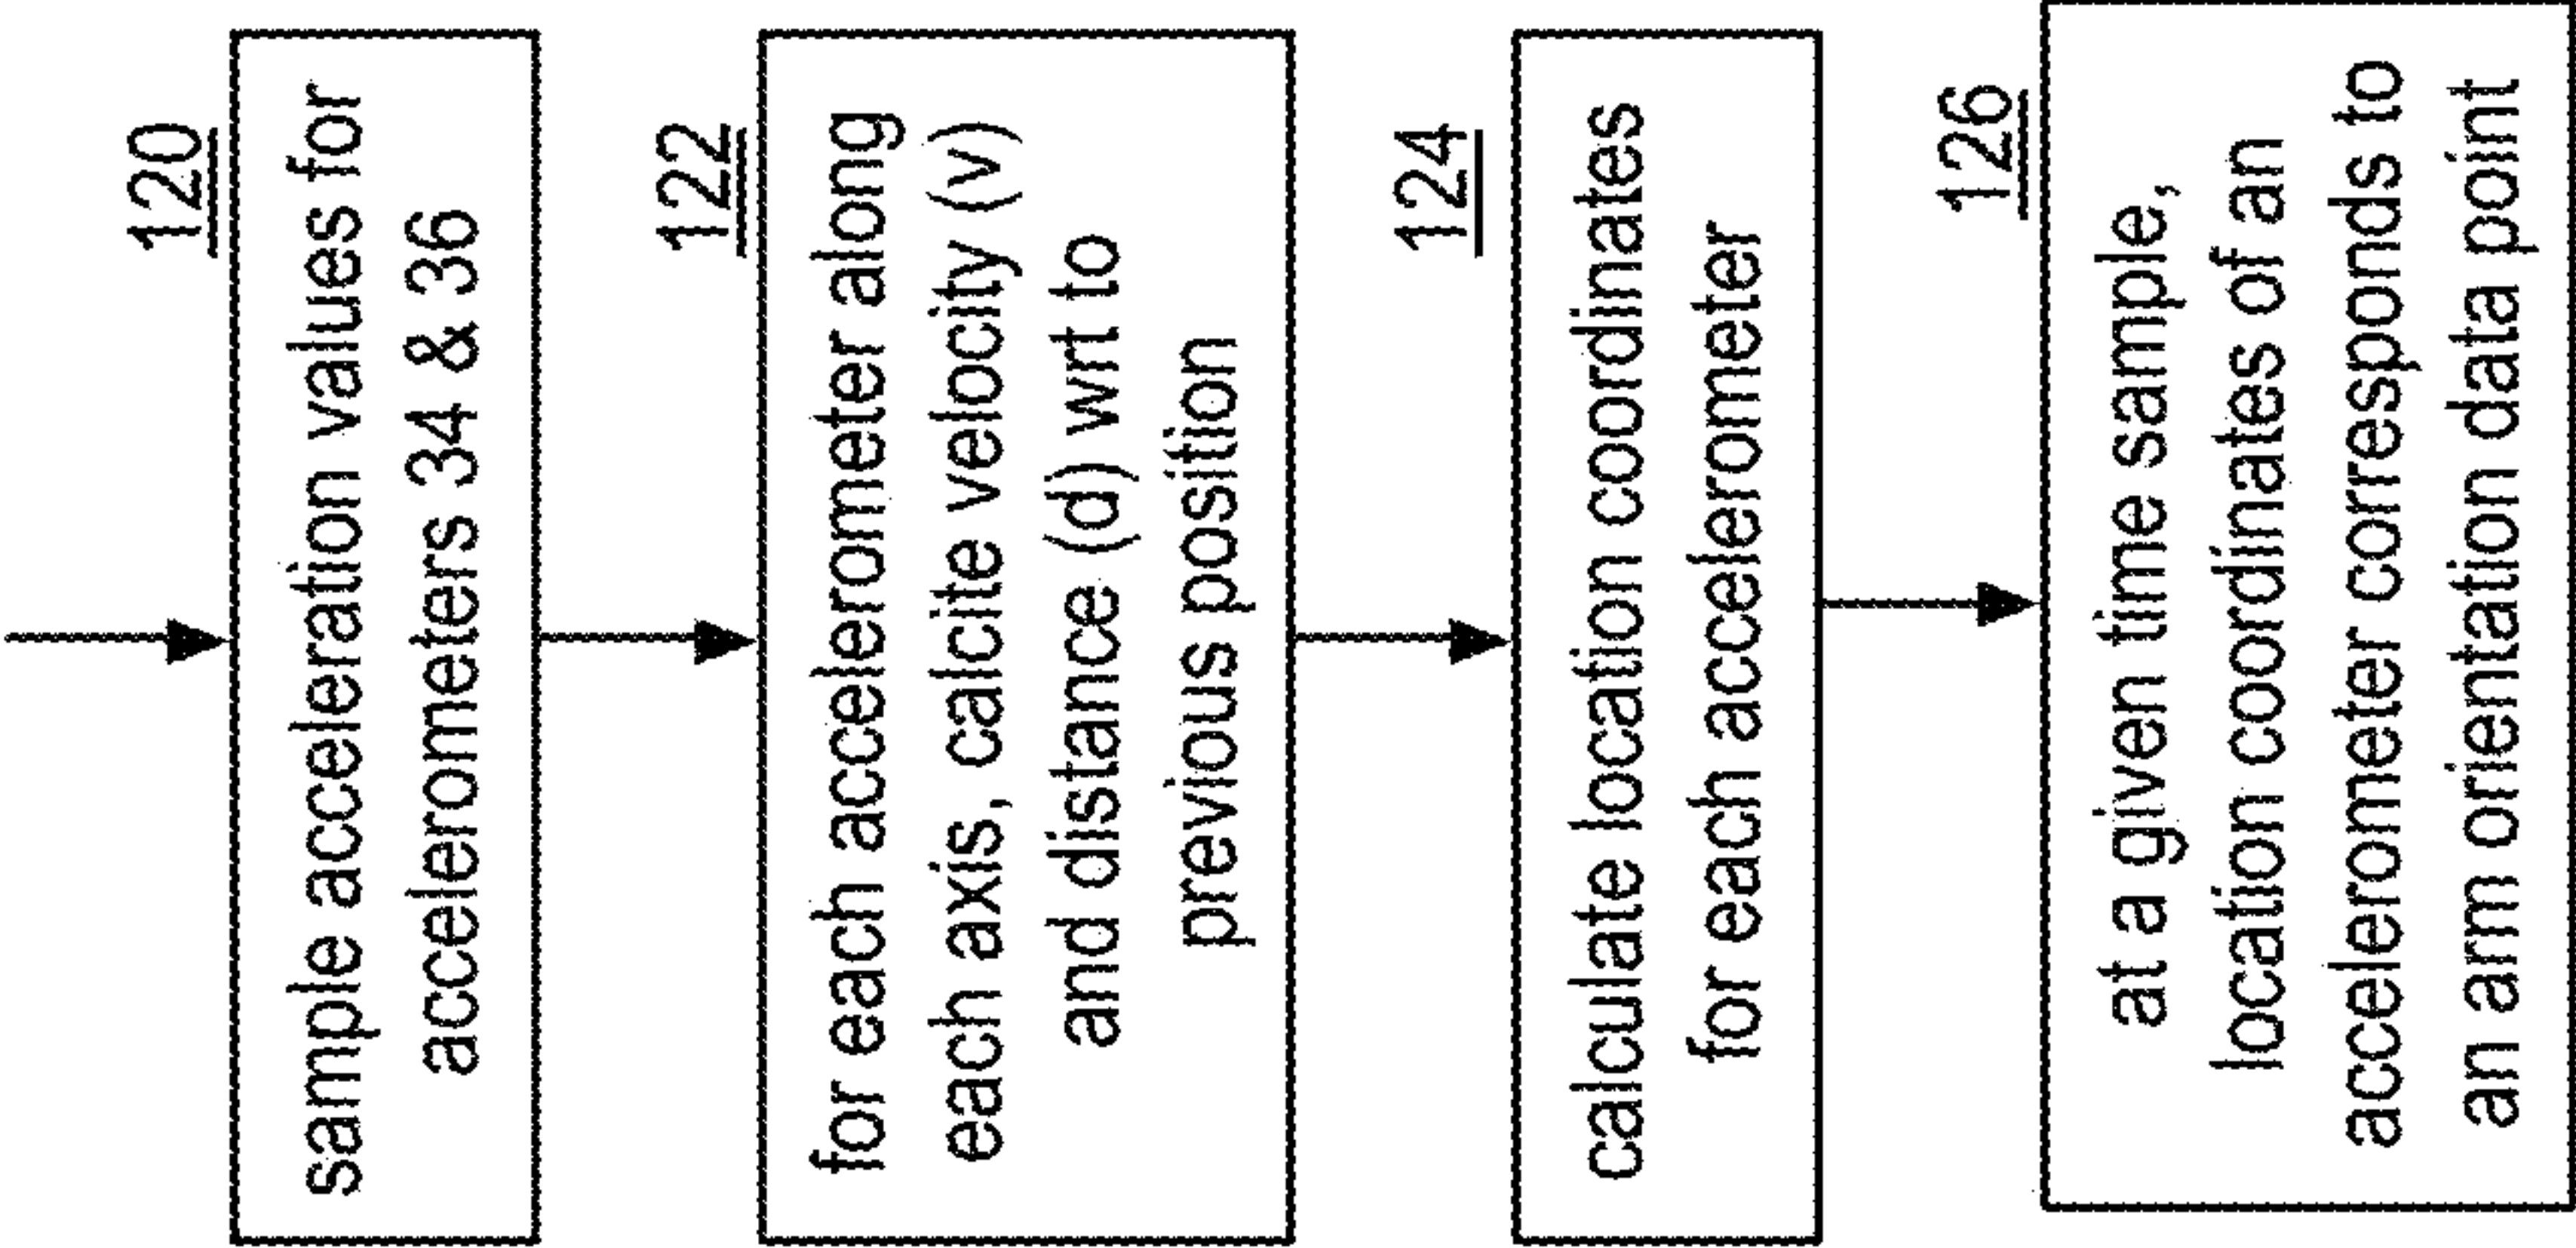 120
sample acceleration values for
accelerometers 34 & 36
122
for each accelerometer along
each axis, calcite velocity (v)
and distance (d) wrt to
previous position
124
calculate location coordinates
for each accelerometer
126
at a given time sample,
location coordinates of an
accelerometer corresponds to
an arm orientation data point